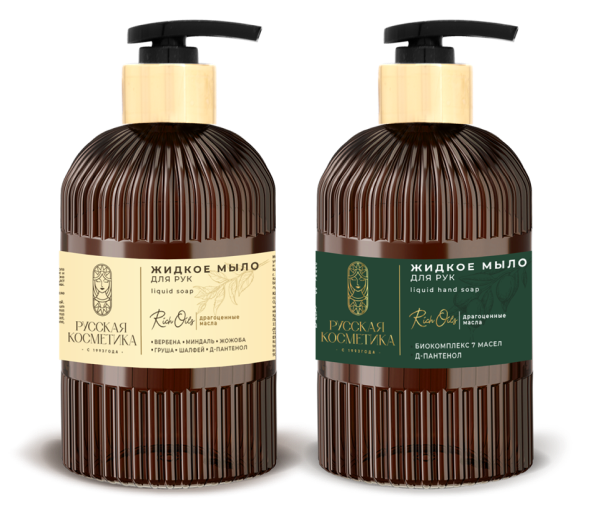 ЖИДКОЕ МЫЛО
ДЛЯ РУК
liquid soap
Rich Oils
драгоценные
масла
РУССКАЯ
КОСМЕТИКА
• ВЕРБЕНА • МИНДАЛЬ • ЖОЖОБА
• ГРУША • ШАЛФЕЙ • Д-ПАНТЕНОЛ
ЖИДКОЕ МЫЛО
ДЛЯ РУК
liquid hand soap
Rich Oils
драгоценные
масла
РУССКАЯ
КОСМЕТИКА
БИОКОМПЛЕКС 7 МАСЕЛ
Д-ПАНТЕНОЛ